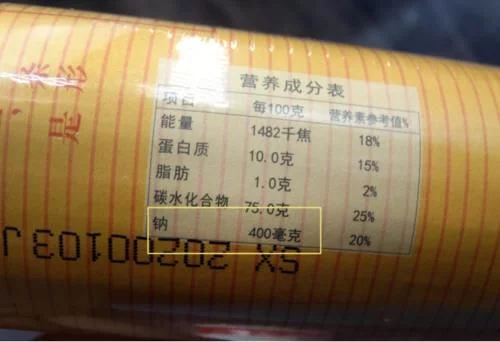 营养成分表
项目 每100克 营养素参考值%
能量 1482千焦 18%
蛋白质 10.0克 15%
脂肪 1.0克 2%
碳水化合物 75.0克 25%
钠 400毫克 20%
SX 20200103J
是